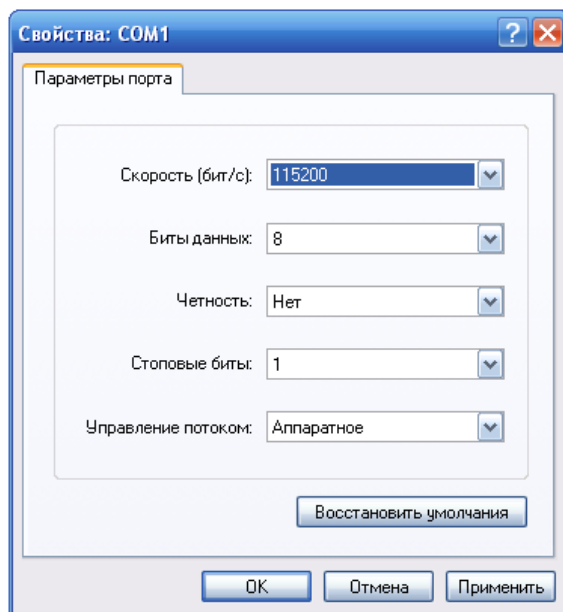 Свойства: COM1
Параметры порта
Скорость (бит/с): 115200
Биты данных: 8
Четность: Нет
Стоповые биты: 1
Управление потоком: Аппаратное
Восстановить умолчания
OK Отмена Применить